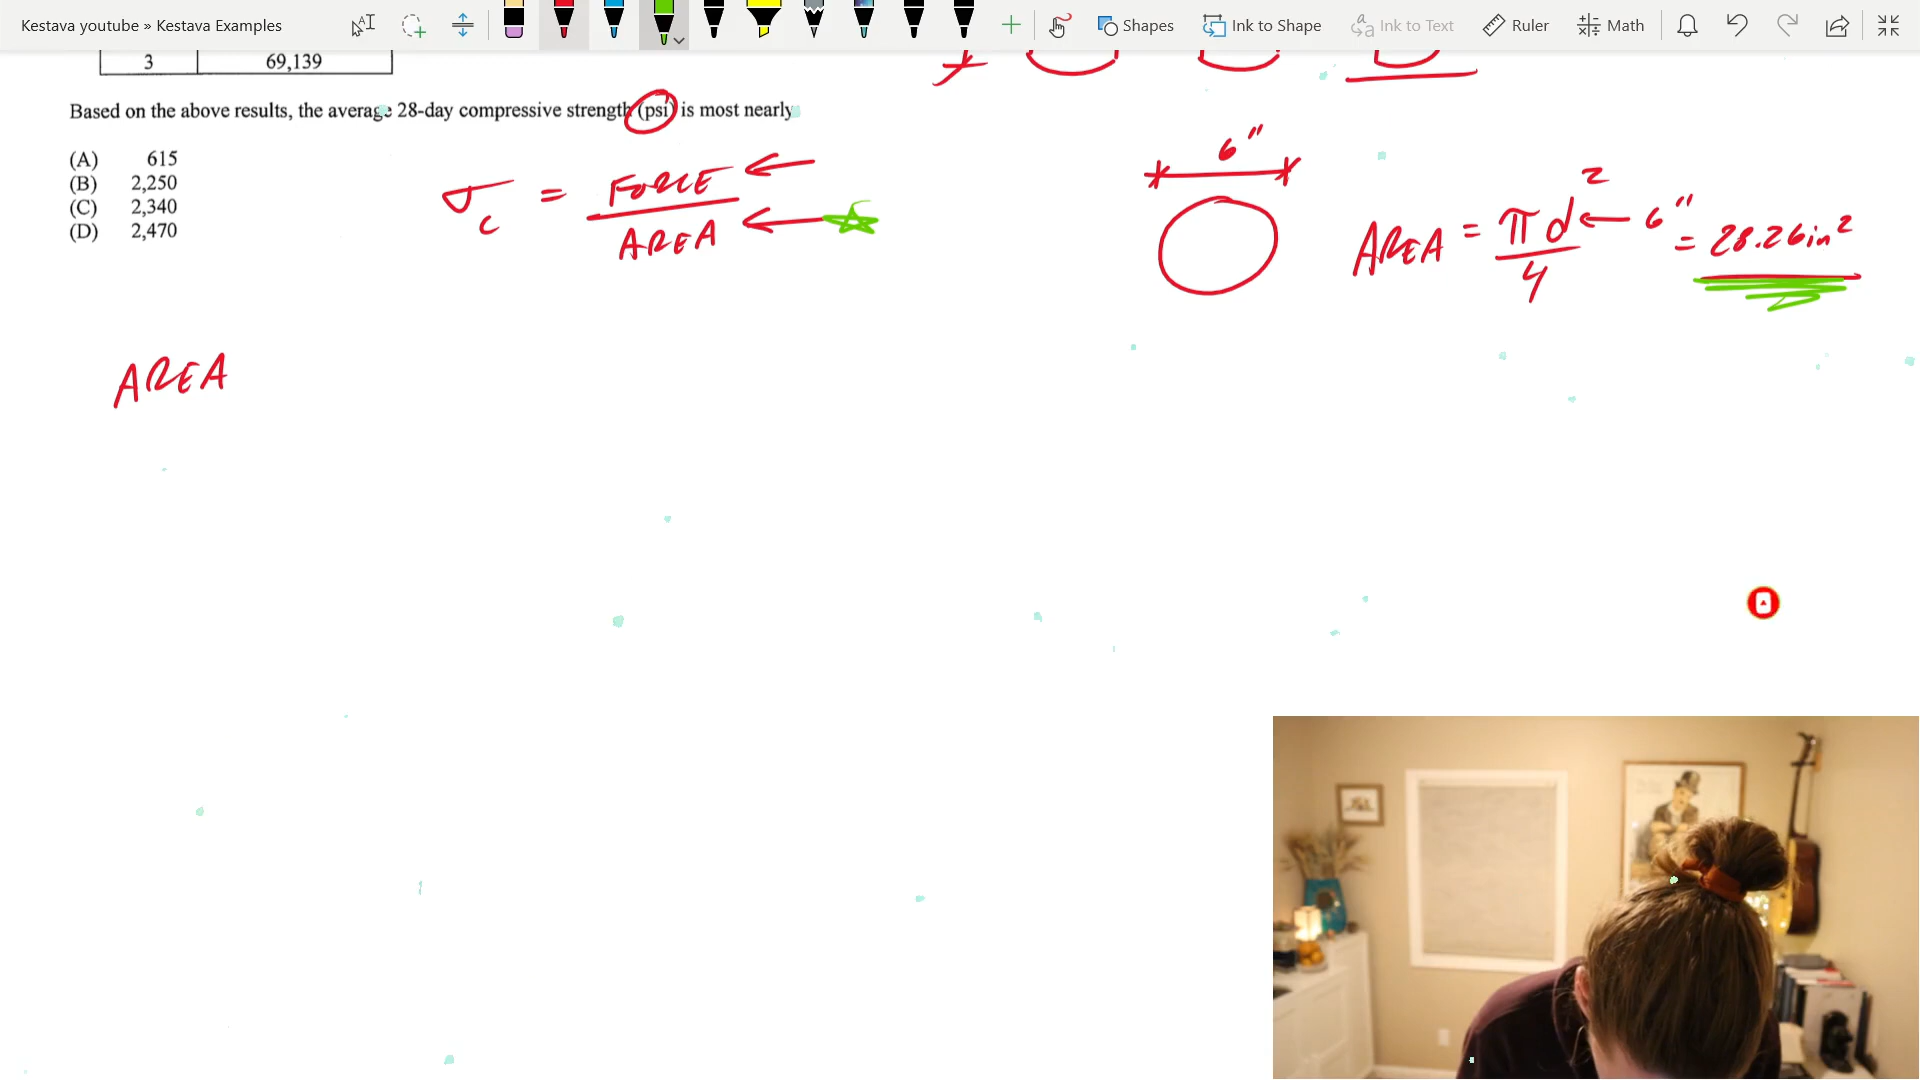 Kestava youtube » Kestava Examples
Shapes
Ink to Shape
Ink to Text
Ruler
Math
3 69,139
Based on the above results, the average 28-day compressive strength (psi) is most nearly
(A) 615
(B) 2,250
(C) 2,340
(D) 2,470
σc = FORCE / AREA
6"
AREA = πd² / 4 ← 6" = 28.26in²
AREA